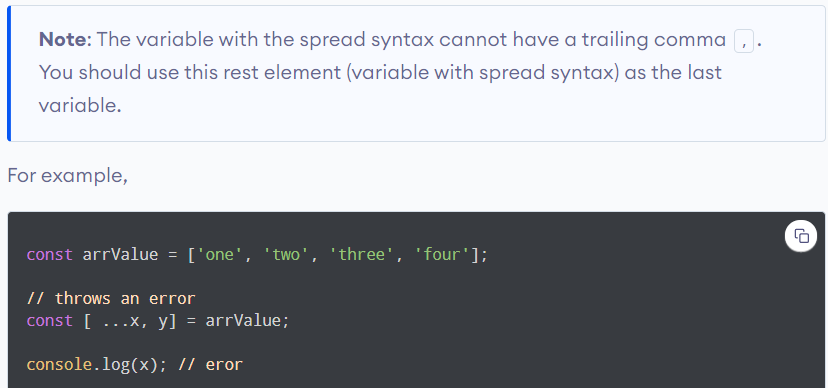 Note: The variable with the spread syntax cannot have a trailing comma , .
You should use this rest element (variable with spread syntax) as the last
variable.
For example,
const arrValue = ['one', 'two', 'three', 'four'];
// throws an error
const [ ...x, y] = arrValue;
console.log(x); // eror